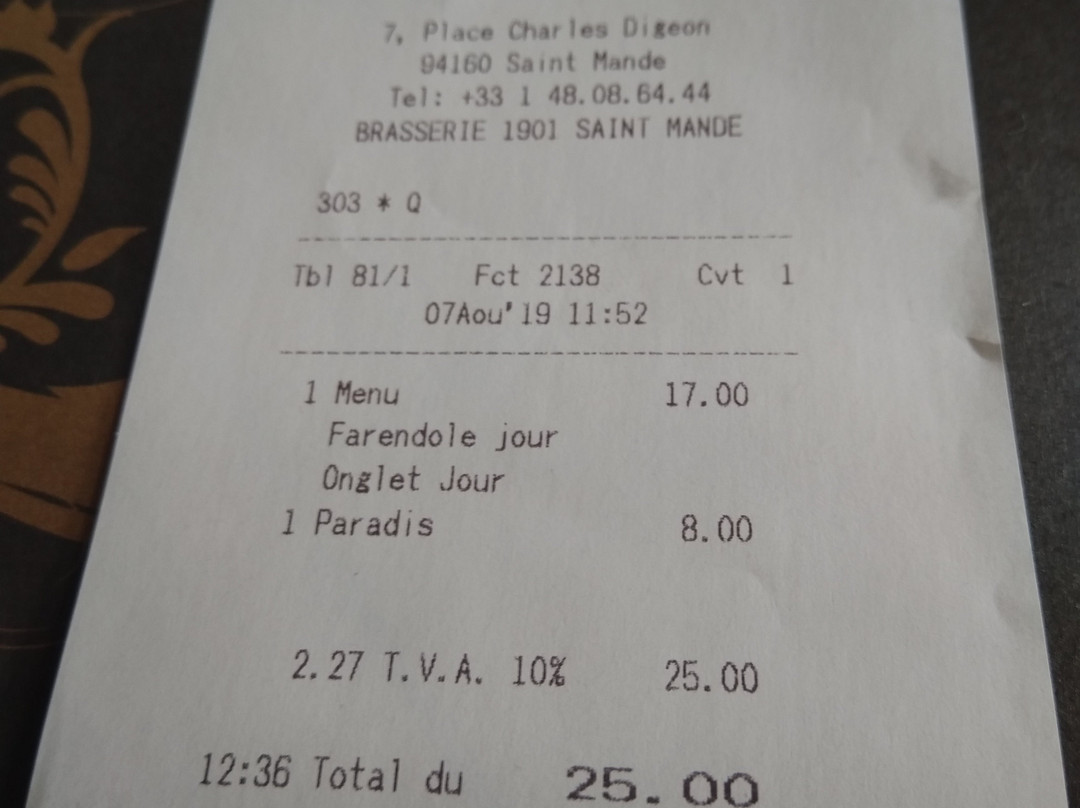 7, Place Charles Digeon
94160 Saint Mande
Tel: +33 1 48.08.64.44
BRASSERIE 1901 SAINT MANDE
303 * Q
Tbl 81/1 Fct 2138 Cvt 1
07Aou'19 11:52
1 Menu 17.00
Farendole jour
Onglet Jour
1 Paradis 8.00
2.27 T.V.A. 10% 25.00
12:36 Total du 25.00